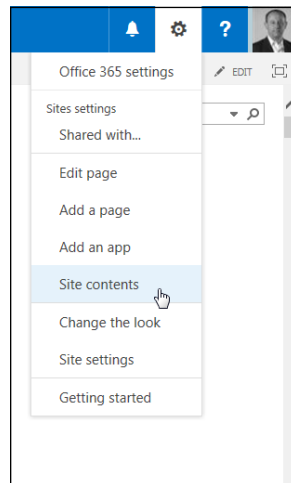 ?
Office 365 settings
EDIT
Sites settings
Shared with...
Edit page
Add a page
Add an app
Site contents
Change the look
Site settings
Getting started